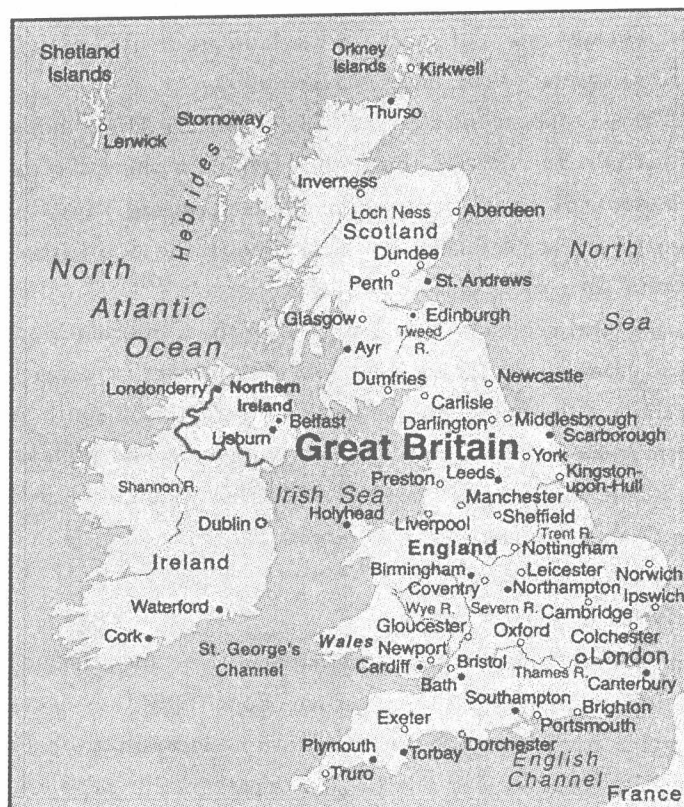 Shetland
Islands
Orkney
Islands
Kirkwell
Thurso
Stornoway
Lerwick
Hebrides
Inverness
Loch Ness
Aberdeen
Scotland
North
Sea
Dundee
Perth
St. Andrews
North
Atlantic
Ocean
Glasgow
Edinburgh
Tweed
R.
Ayr
Londonderry
Northern
Ireland
Dumfries
Newcastle
Carlisle
Belfast
Lisburn
Darlington
Middlesbrough
Scarborough
Great Britain
York
Shannon R.
Irish Sea
Preston
Leeds
Kingston-
upon-Hull
Manchester
Holyhead
Dublin
Liverpool
Sheffield
Trent R.
Ireland
England
Nottingham
Birmingham
Leicester
Norwich
Coventry
Northampton
Ipswich
Waterford
Wye R.
Severn R.
Cambridge
Gloucester
Colchester
Cork
St. George's
Channel
Wales
Oxford
Newport
London
Cardiff
Bristol
Thames R.
Bath
Canterbury
Southampton
Brighton
Exeter
Portsmouth
Plymouth
Torbay
Dorchester
English
Channel
Truro
France